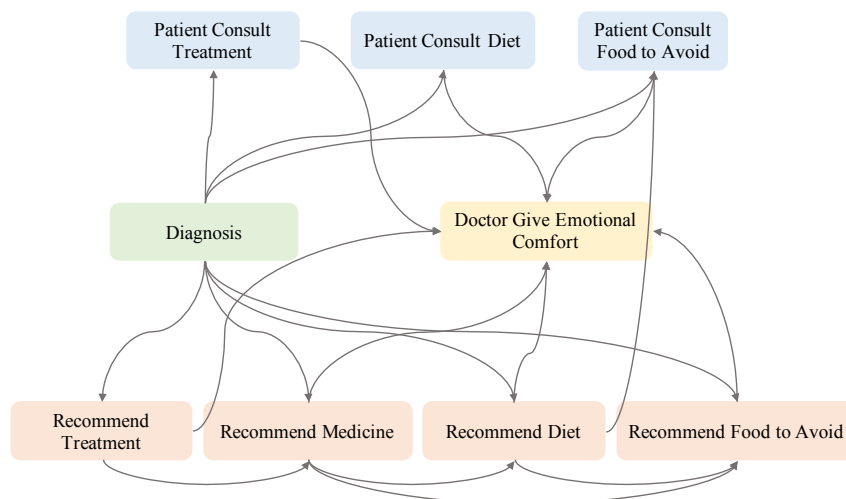 Patient Consult
Treatment
Patient Consult Diet
Patient Consult
Food to Avoid
Diagnosis
Doctor Give Emotional
Comfort
Recommend
Treatment
Recommend Medicine
Recommend Diet
Recommend Food to Avoid